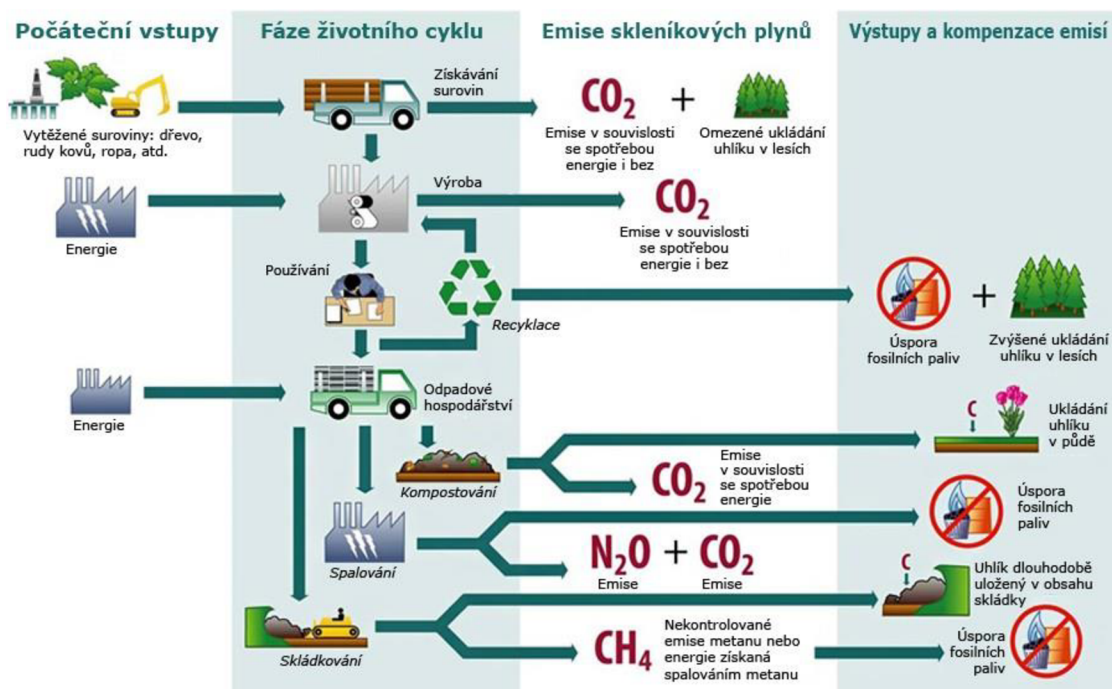 Počáteční vstupy
Fáze životního cyklu
Emise skleníkových plynů
Výstupy a kompenzace emisí
Získávání
surovin
CO2
+
Vytěžené suroviny: dřevo,
rudy kovů, ropa, atd.
Emise v souvislosti
se spotřebou
energie i bez
Omezené ukládání
uhlíku v lesích
Energie
Výroba
CO2
Emise v souvislosti
se spotřebou
energie i bez
Používání
Recyklace
+
Úspora
fosilních paliv
Zvýšené ukládání
uhlíku v lesích
Energie
Odpadové
hospodářství
Kompostování
CO2
Emise
v souvislosti
se spotřebou
energie
C
Ukládání
uhlíku
v půdě
Spalování
N2O + CO2
Emise
Emise
Úspora
fosilních
paliv
Skládkování
C
Uhlík dlouhodobě
uložený v obsahu
skládky
CH4
Nekontrolované
emise metanu nebo
energie získaná
spalováním metanu
Úspora
fosilních
paliv